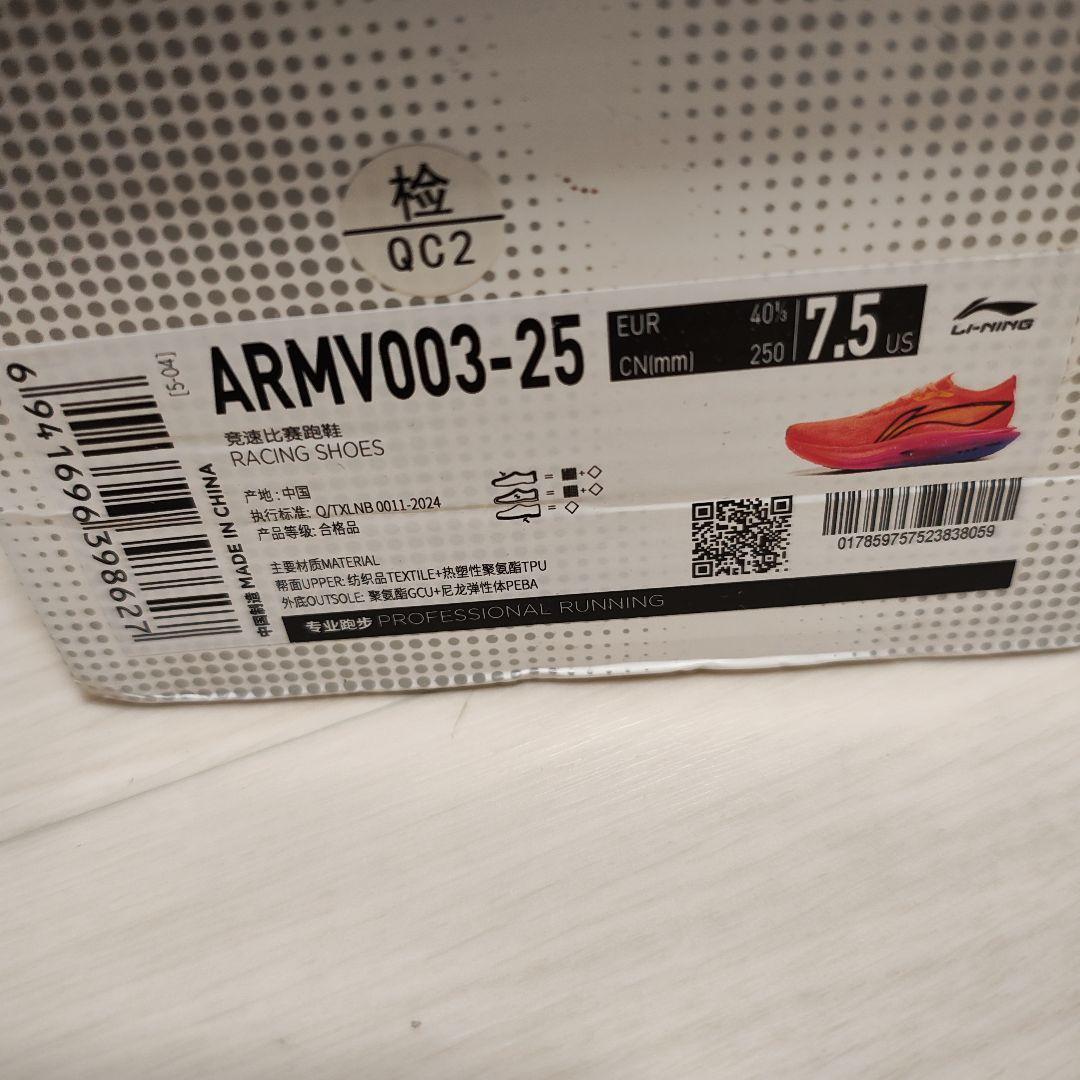 检
QC2
ARMV003-25
EUR 40⅓
CN(mm) 250
7.5 US
LI-NING
[5-04]
6 941696 398627
竞速比赛跑鞋
RACING SHOES
产地: 中国
执行标准: Q/TXLNB 0011-2024
产品等级: 合格品
中国制造 MADE IN CHINA
主要材质MATERIAL
帮面UPPER: 纺织品TEXTILE+热塑性聚氨酯TPU
外底OUTSOLE: 聚氨酯GCU+尼龙弹性体PEBA
017859757523838059
专业跑步 PROFESSIONAL RUNNING